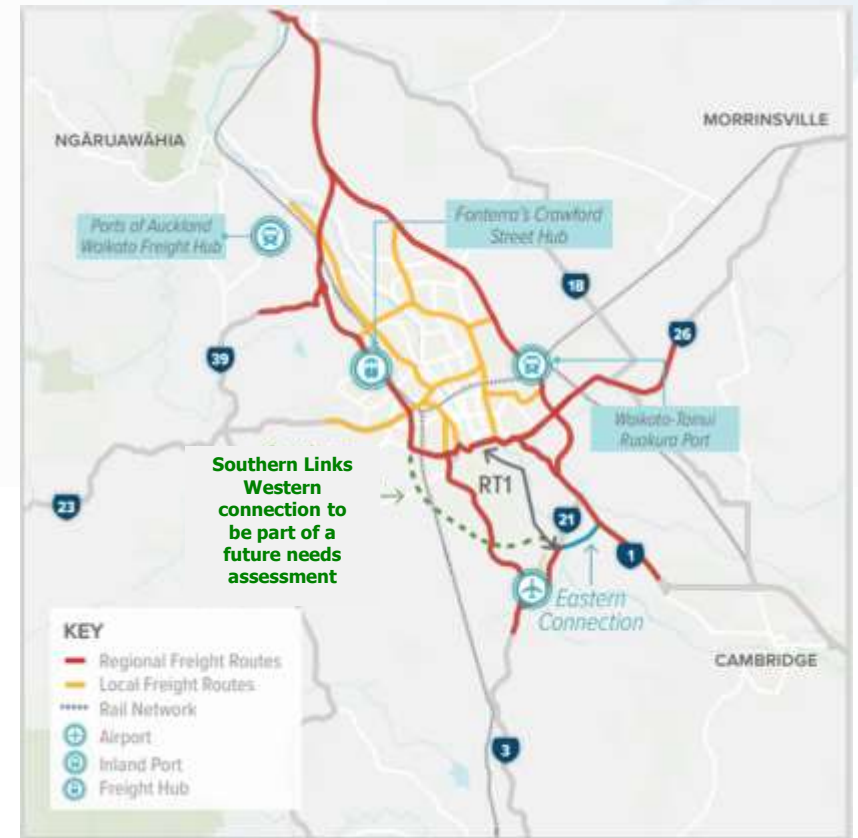 NGĀRUAWĀHIA
MORRINSVILLE
Ports of Auckland
Waikato Freight Hub
Fonterra's Crawford
Street Hub
18
26
39
Waikato-Tainui
Ruakura Port
Southern Links
Western
connection to
be part of a
future needs
assessment
RT1
23
21
1
Eastern
Connection
CAMBRIDGE
3
KEY
Regional Freight Routes
Local Freight Routes
Rail Network
Airport
Inland Port
Freight Hub